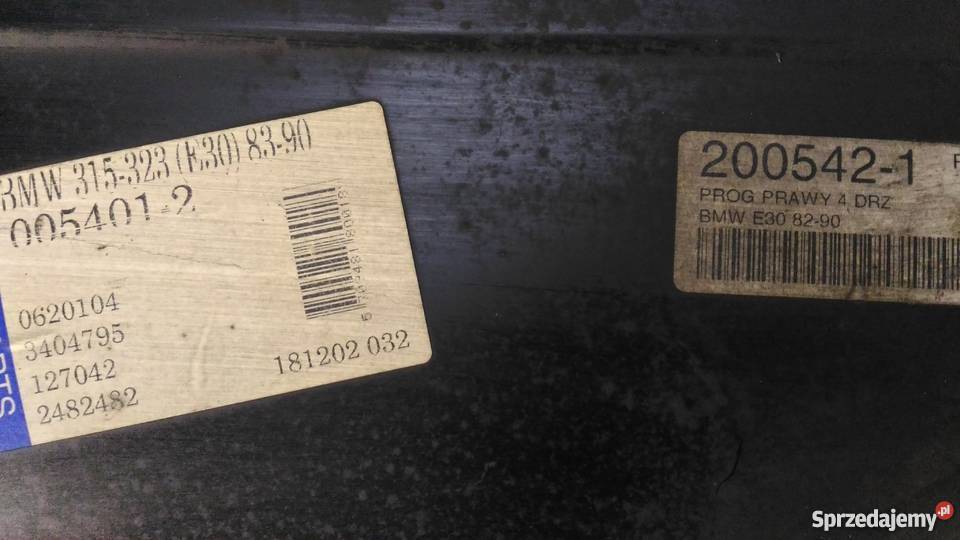 BMW 315-323 (E30) 83-90
005401-2
0620104
3404795
127042
2482482
181202 032
RTS
200542-1
PROG PRAWY 4 DRZ
BMW E30 82-90
Sprzedajemy.pl